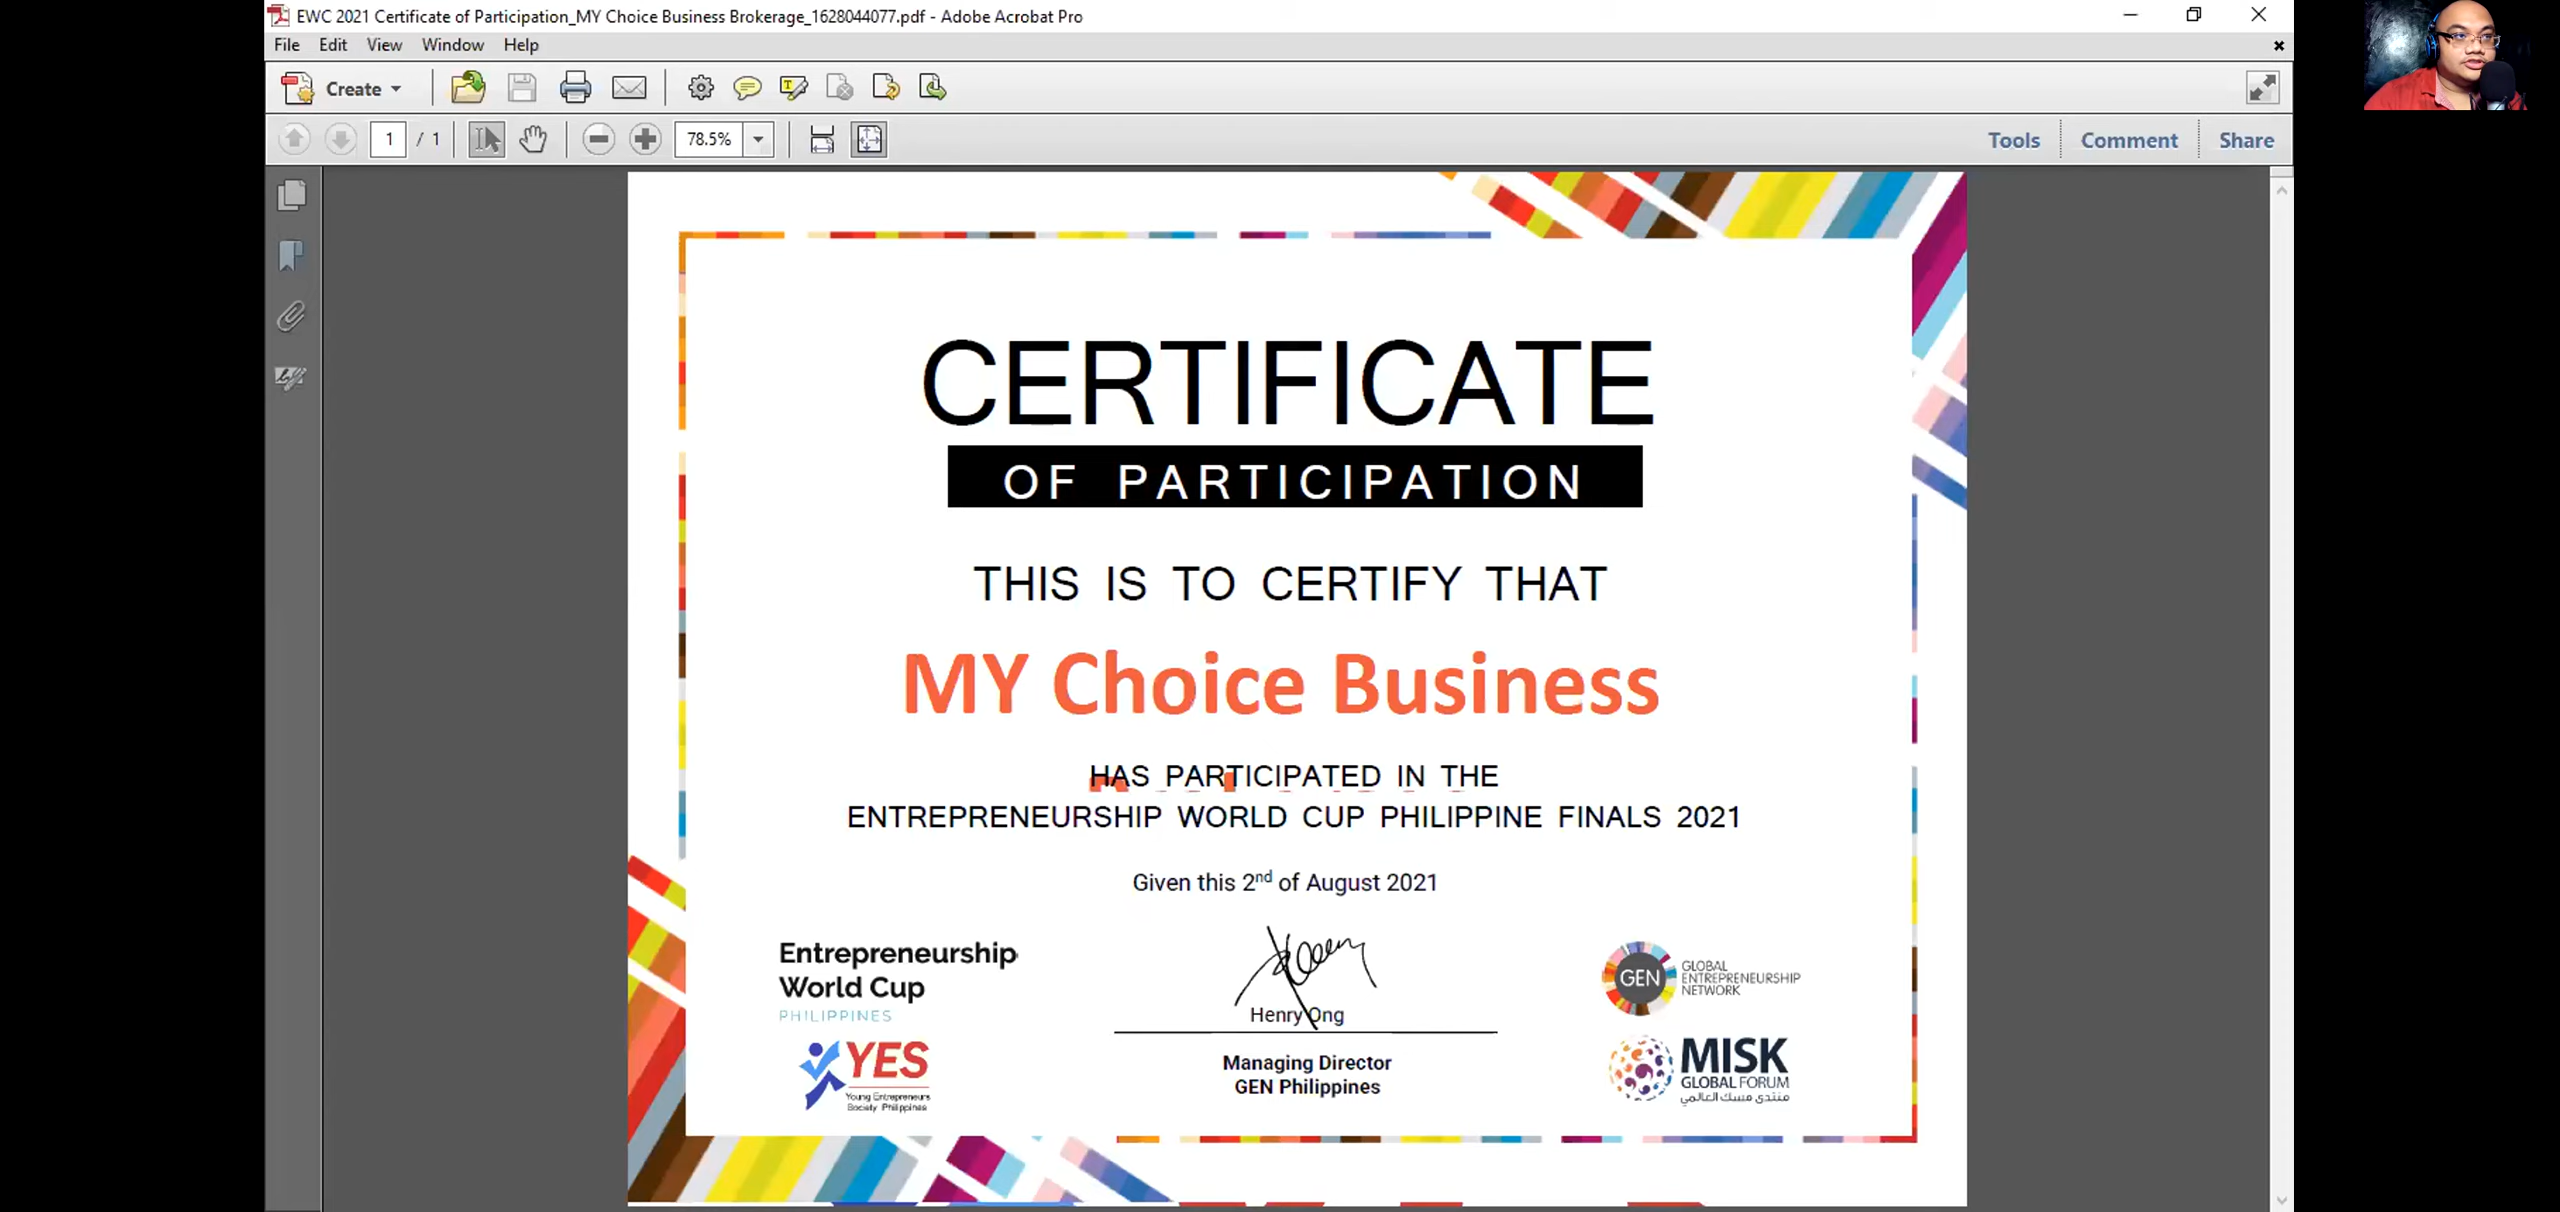 EWC 2021 Certificate of Participation_MY Choice Business Brokerage_1628044077.pdf - Adobe Acrobat Pro
File Edit View Window Help
Create
1 / 1 78.5% Tools Comment Share
CERTIFICATE
OF PARTICIPATION
THIS IS TO CERTIFY THAT
MY Choice Business
HAS PARTICIPATED IN THE
ENTREPRENEURSHIP WORLD CUP PHILIPPINE FINALS 2021
Given this 2nd of August 2021
Entrepreneurship
World Cup
PHILIPPINES
YES
Young Entrepreneurs
Society Philippines
Henry Ong
Managing Director
GEN Philippines
GEN
GLOBAL
ENTREPRENEURSHIP
NETWORK
MISK
GLOBAL FORUM
منتدى مسك العالمي